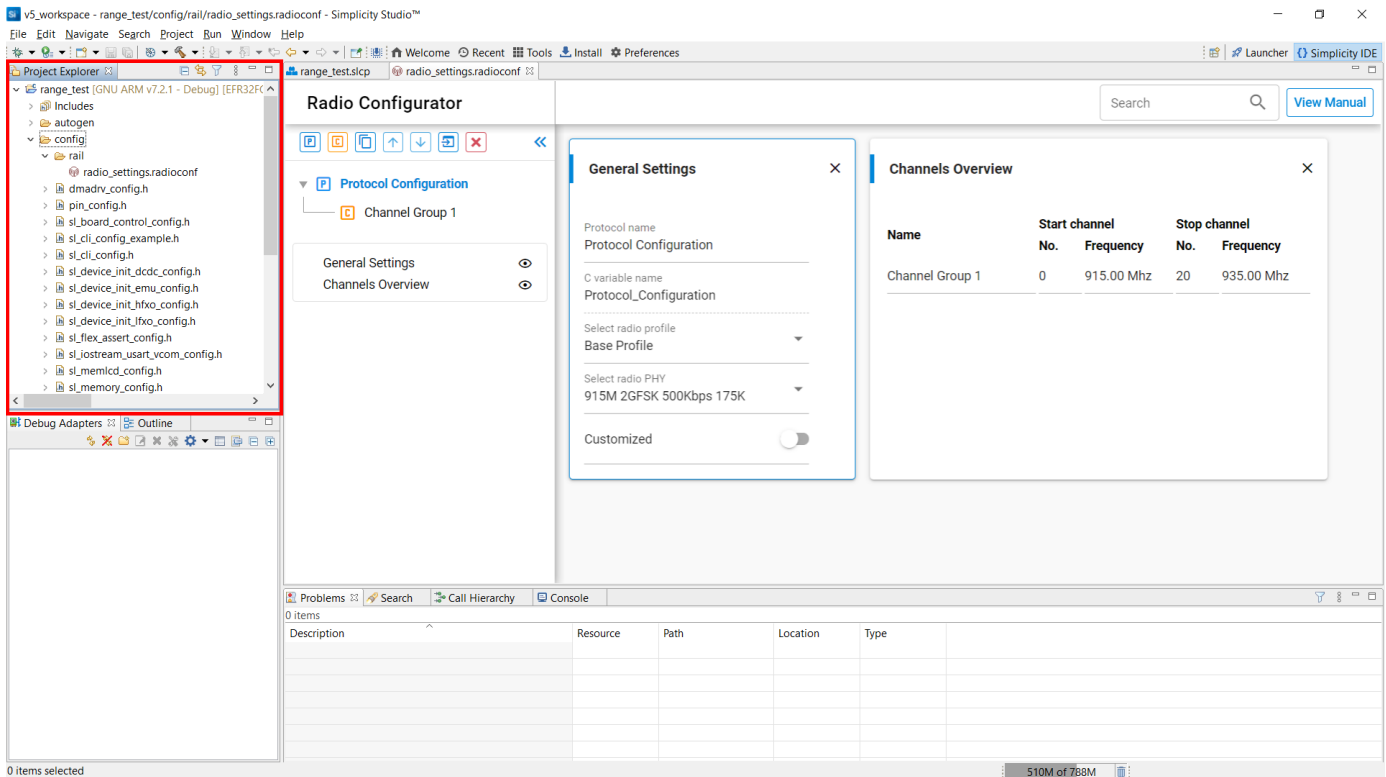 v5_workspace - range_test/config/rail/radio_settings.radioconf - Simplicity Studio™
File Edit Navigate Search Project Run Window Help
Welcome Recent Tools Install Preferences Launcher {} Simplicity IDE
Project Explorer
range_test [GNU ARM v7.2.1 - Debug] [EFR32FG
Includes
autogen
config
rail
radio_settings.radioconf
dmadrv_config.h
pin_config.h
sl_board_control_config.h
sl_cli_config_example.h
sl_cli_config.h
sl_device_init_dcdc_config.h
sl_device_init_emu_config.h
sl_device_init_hfxo_config.h
sl_device_init_lfxo_config.h
sl_flex_assert_config.h
sl_iostream_usart_vcom_config.h
sl_memlcd_config.h
sl_memory_config.h
Debug Adapters Outline
range_test.slcp radio_settings.radioconf
Radio Configurator
Search
View Manual
Protocol Configuration
Channel Group 1
General Settings
Channels Overview
General Settings
Protocol name
Protocol Configuration
C variable name
Protocol_Configuration
Select radio profile
Base Profile
Select radio PHY
915M 2GFSK 500Kbps 175K
Customized
Channels Overview
Name Start channel Stop channel
No. Frequency No. Frequency
Channel Group 1 0 915.00 Mhz 20 935.00 Mhz
Problems Search Call Hierarchy Console
0 items
Description Resource Path Location Type
0 items selected
510M of 788M